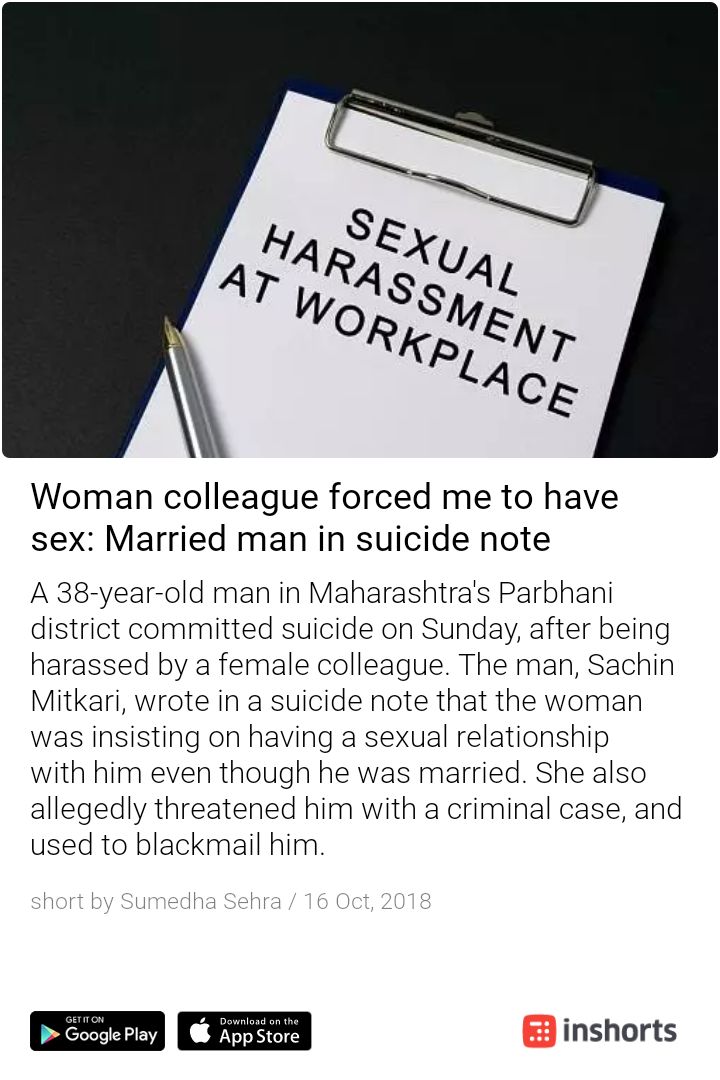 SEXUAL
HARASSMENT
AT WORKPLACE
Woman colleague forced me to have
sex: Married man in suicide note
A 38-year-old man in Maharashtra's Parbhani
district committed suicide on Sunday, after being
harassed by a female colleague. The man, Sachin
Mitkari, wrote in a suicide note that the woman
was insisting on having a sexual relationship
with him even though he was married. She also
allegedly threatened him with a criminal case, and
used to blackmail him.
short by Sumedha Sehra / 16 Oct, 2018
GET IT ON
Google Play
Download on the
App Store
inshorts